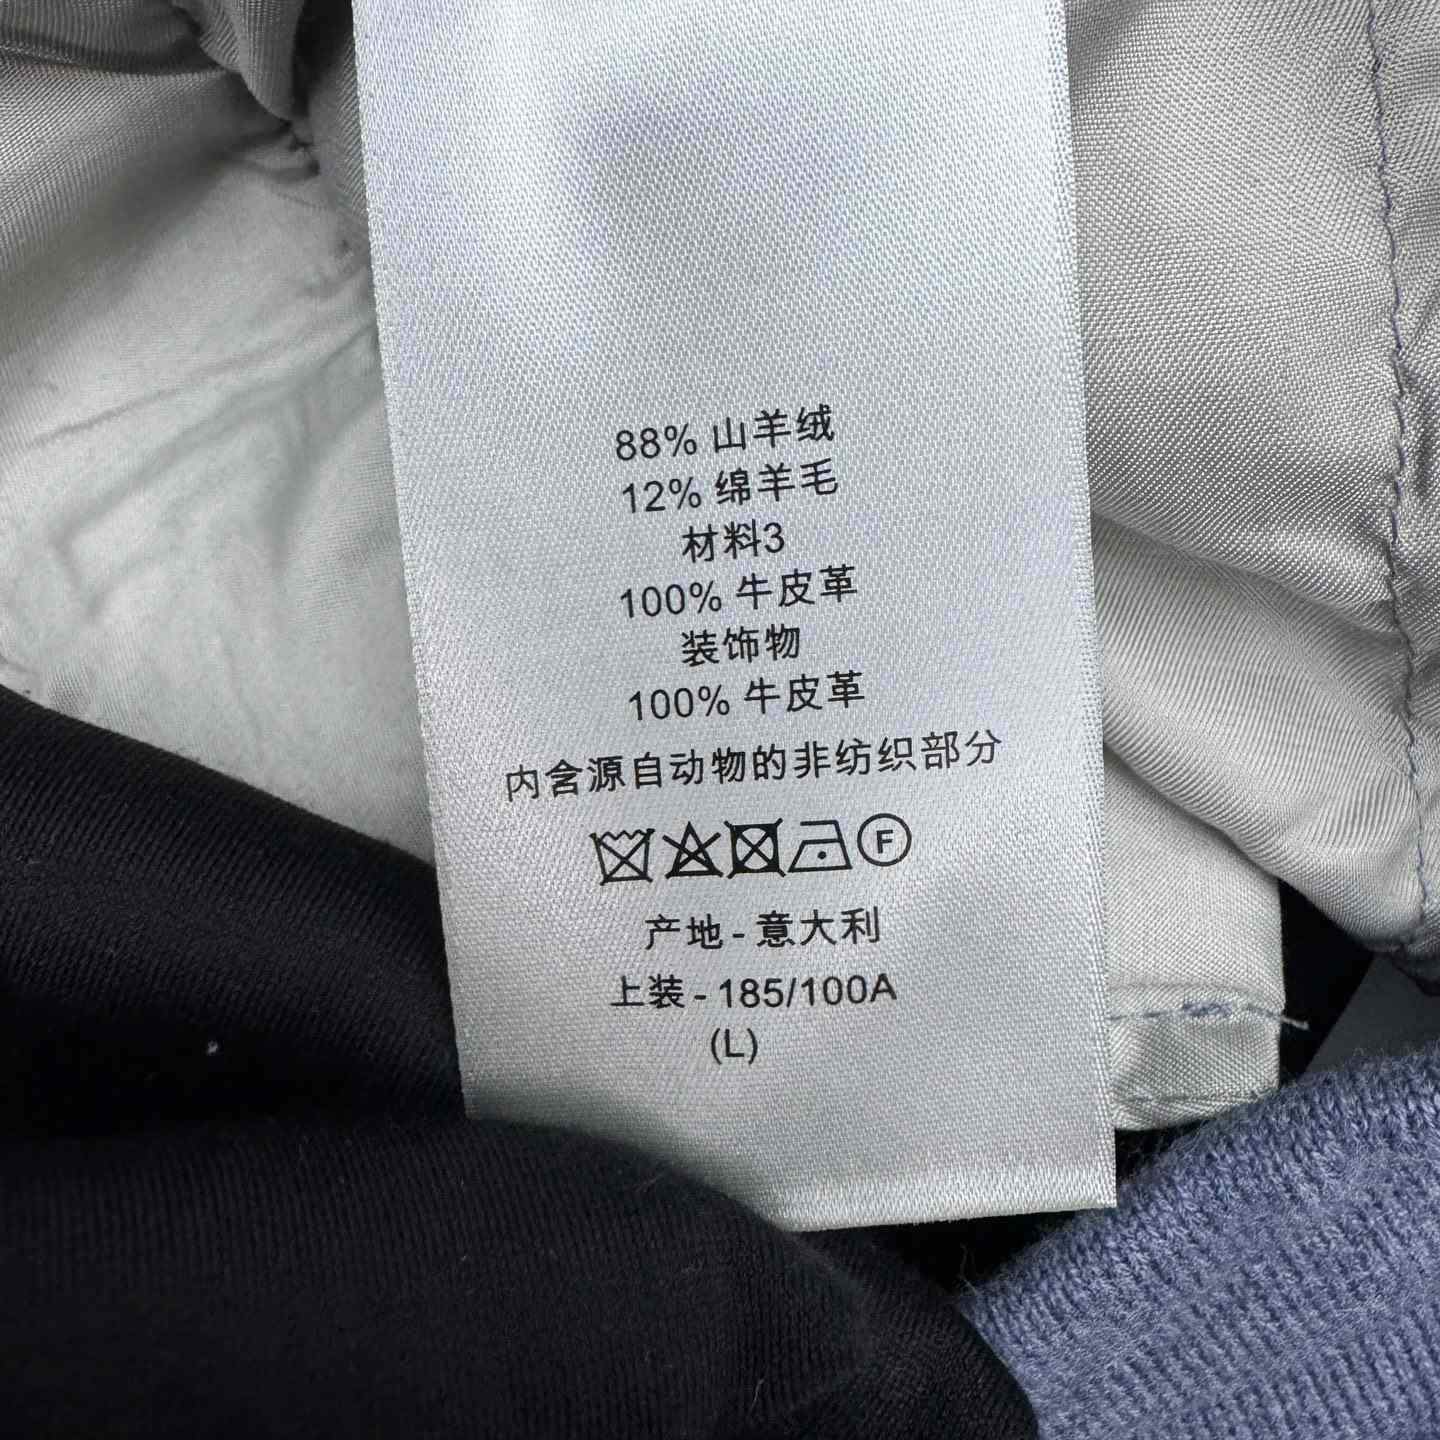 88% 山羊绒
12% 绵羊毛
材料3
100% 牛皮革
装饰物
100% 牛皮革
内含源自动物的非纺织部分
F
产地 - 意大利
上装 - 185/100A
(L)